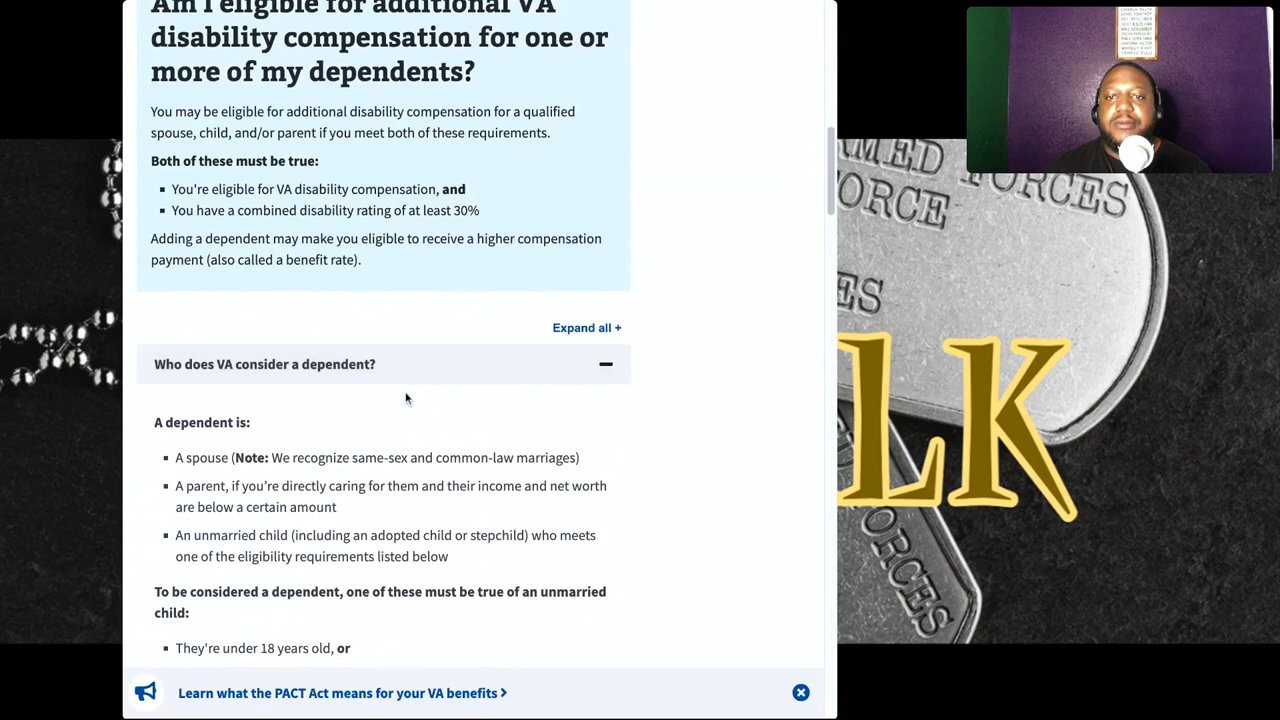 Am I eligible for additional VA
disability compensation for one or
more of my dependents?
You may be eligible for additional disability compensation for a qualified
spouse, child, and/or parent if you meet both of these requirements.
Both of these must be true:
You're eligible for VA disability compensation, and
You have a combined disability rating of at least 30%
Adding a dependent may make you eligible to receive a higher compensation
payment (also called a benefit rate).
Expand all +
Who does VA consider a dependent?
A dependent is:
A spouse (Note: We recognize same-sex and common-law marriages)
A parent, if you’re directly caring for them and their income and net worth
are below a certain amount
An unmarried child (including an adopted child or stepchild) who meets
one of the eligibility requirements listed below
To be considered a dependent, one of these must be true of an unmarried
child:
They're under 18 years old, or
Learn what the PACT Act means for your VA benefits
RMED FORCES
FORCE
ES
LK
FORCES